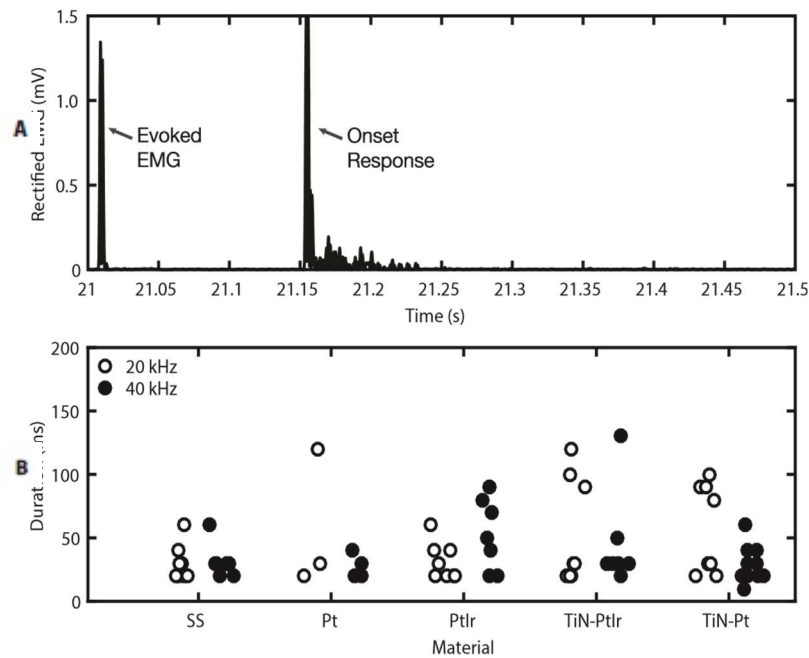 A
Rectified (mV)
1.5
1.0
0.5
0
Evoked
EMG
Onset
Response
21 21.05 21.1 21.15 21.2 21.25 21.3 21.35 21.4 21.45 21.5
Time (s)
B
200
150
100
50
0
20 kHz
40 kHz
SS Pt PtIr TiN-PtIr TiN-Pt
Material